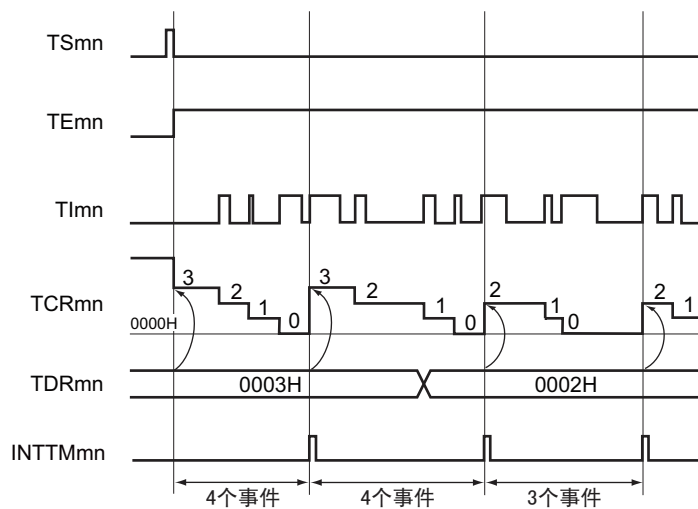 TSmn
TEmn
TImn
TCRmn
0000H
3 2 1 0 3 2 1 0 2 1 0 2 1
TDRmn
0003H 0002H
INTTMmn
4个事件 4个事件 3个事件